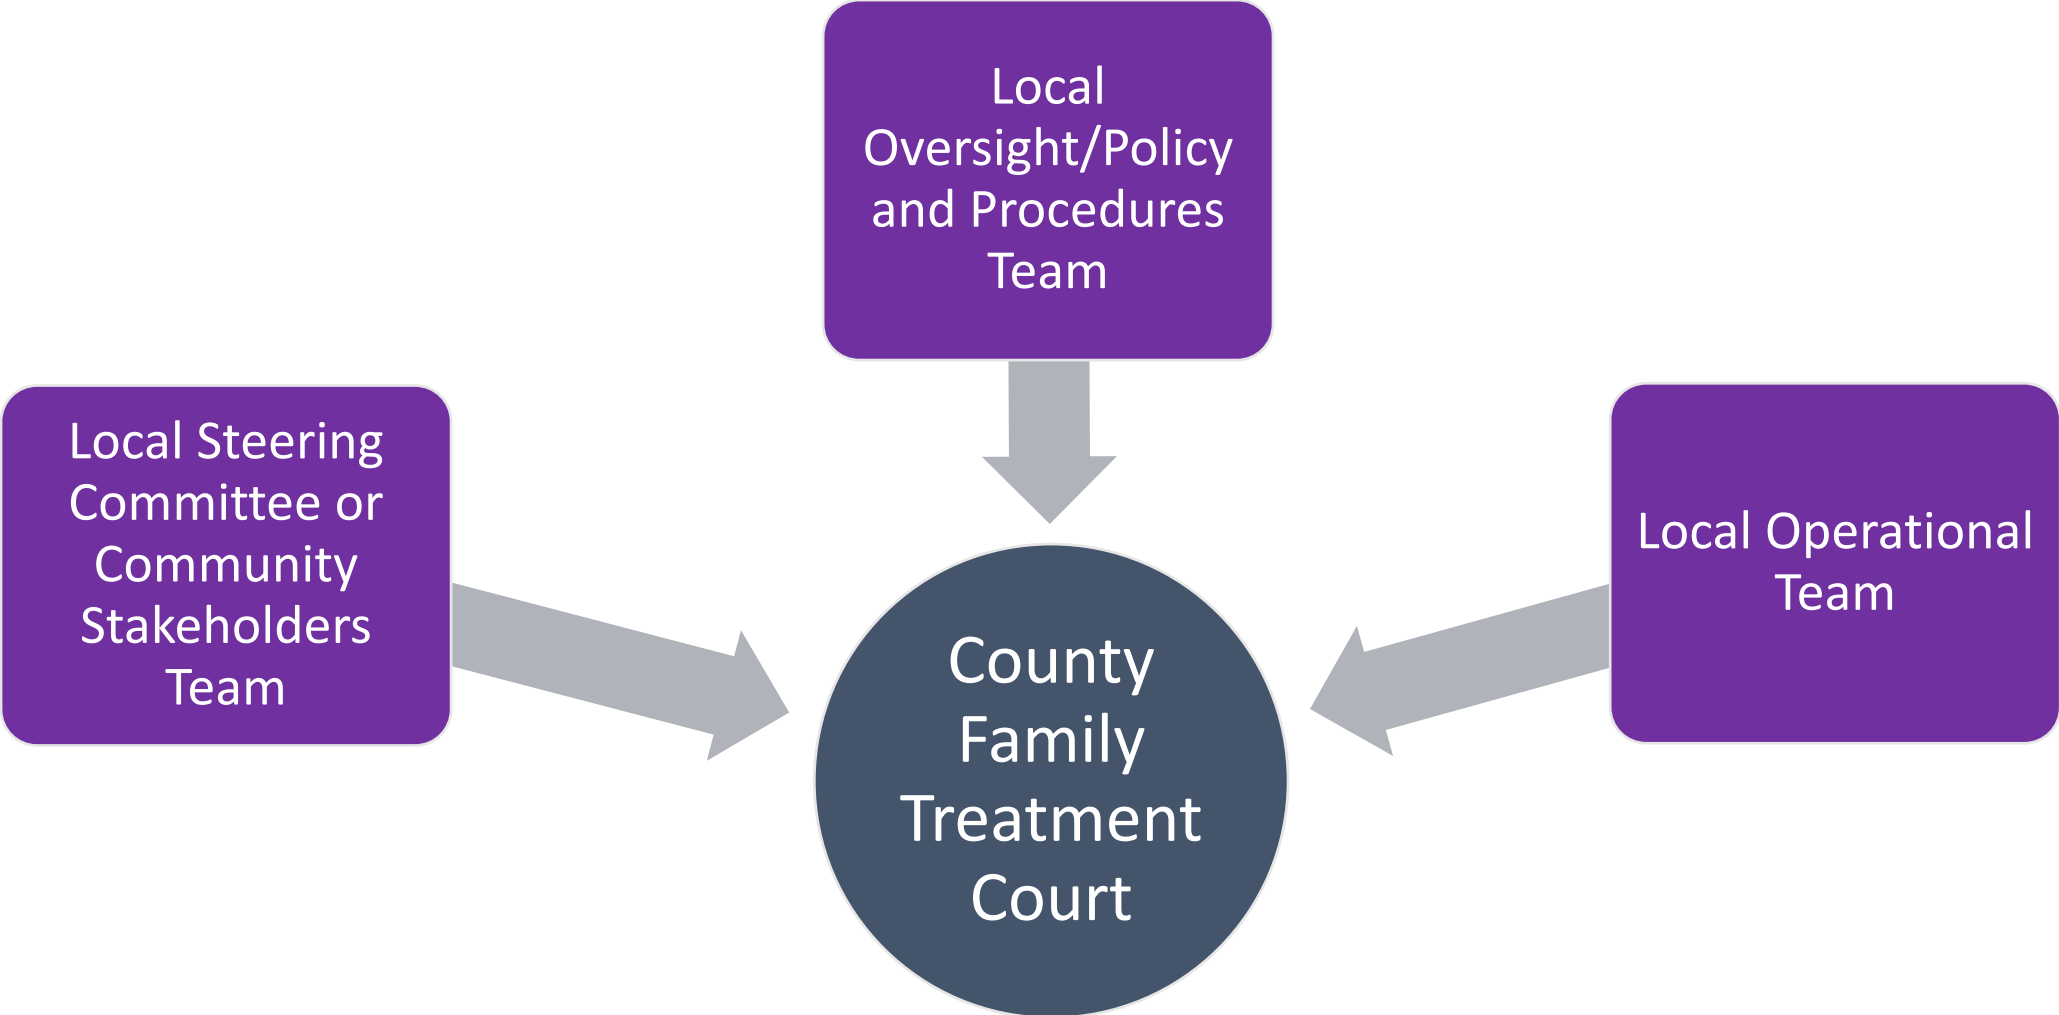 Local
Oversight/Policy
and Procedures
Team
Local Steering
Committee or
Community
Stakeholders
Team
Local Operational
Team
County
Family
Treatment
Court